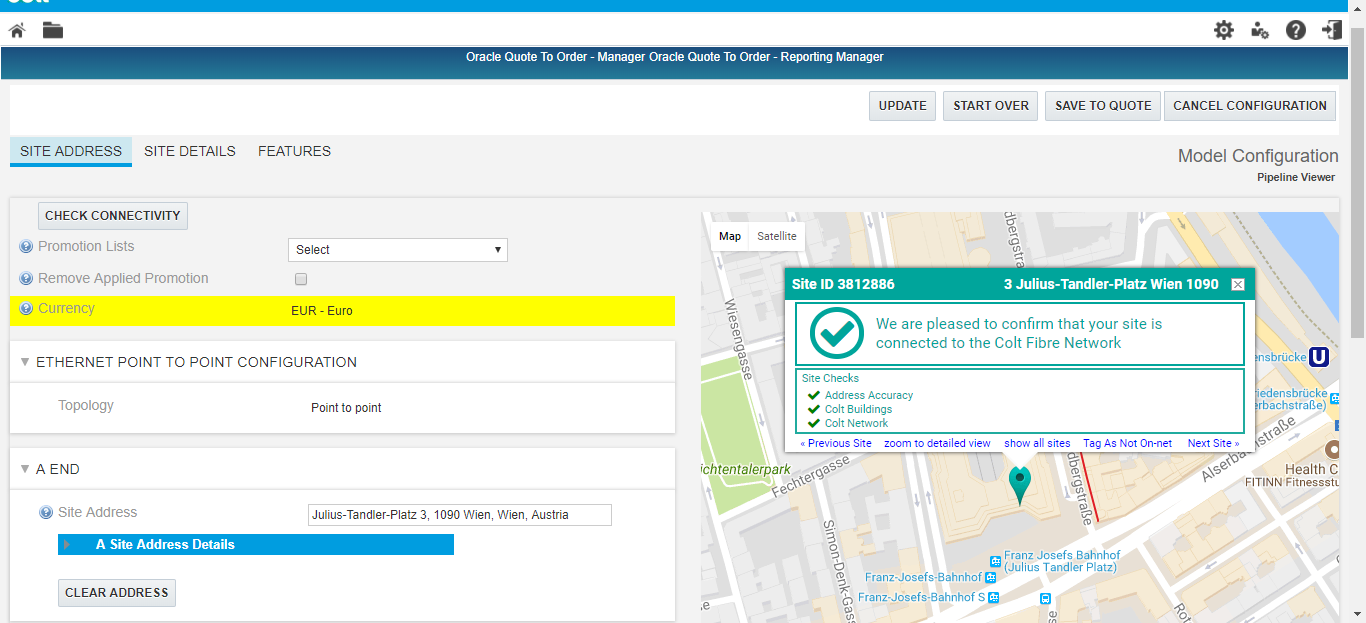 Oracle Quote To Order - Manager Oracle Quote To Order - Reporting Manager
UPDATE
START OVER
SAVE TO QUOTE
CANCEL CONFIGURATION
SITE ADDRESS
SITE DETAILS
FEATURES
Model Configuration
Pipeline Viewer
CHECK CONNECTIVITY
Promotion Lists
Select
Remove Applied Promotion
Currency
EUR - Euro
ETHERNET POINT TO POINT CONFIGURATION
Topology
Point to point
A END
Site Address
Julius-Tandler-Platz 3, 1090 Wien, Wien, Austria
A Site Address Details
CLEAR ADDRESS
Map
Satellite
Site ID 3812886
3 Julius-Tandler-Platz Wien 1090
We are pleased to confirm that your site is
connected to the Colt Fibre Network
Site Checks
Address Accuracy
Colt Buildings
Colt Network
« Previous Site
zoom to detailed view
show all sites
Tag As Not On-net
Next Site »
Wiesengasse
dbergstra
ensbrücke
U
iedensbrücke
erbachstraße)
Alserbachstraße
ichtentalerpark
Fechtergasse
dbergstraße
Health C
FITINN Fitnessstu
Simon-Denk-Gass
Franz Josefs Bahnhof
(Julius Tandler Platz)
Franz-Josefs-Bahnhof
Franz-Josefs-Bahnhof S
Rot